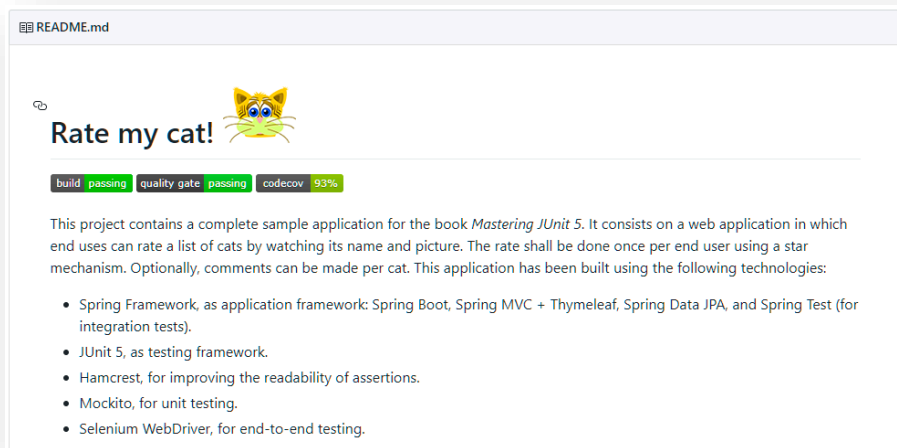 README.md
Rate my cat!
build passing quality gate passing codecov 93%
This project contains a complete sample application for the book Mastering JUnit 5. It consists on a web application in which
end uses can rate a list of cats by watching its name and picture. The rate shall be done once per end user using a star
mechanism. Optionally, comments can be made per cat. This application has been built using the following technologies:
• Spring Framework, as application framework: Spring Boot, Spring MVC + Thymeleaf, Spring Data JPA, and Spring Test (for
integration tests).
• JUnit 5, as testing framework.
• Hamcrest, for improving the readability of assertions.
• Mockito, for unit testing.
• Selenium WebDriver, for end-to-end testing.